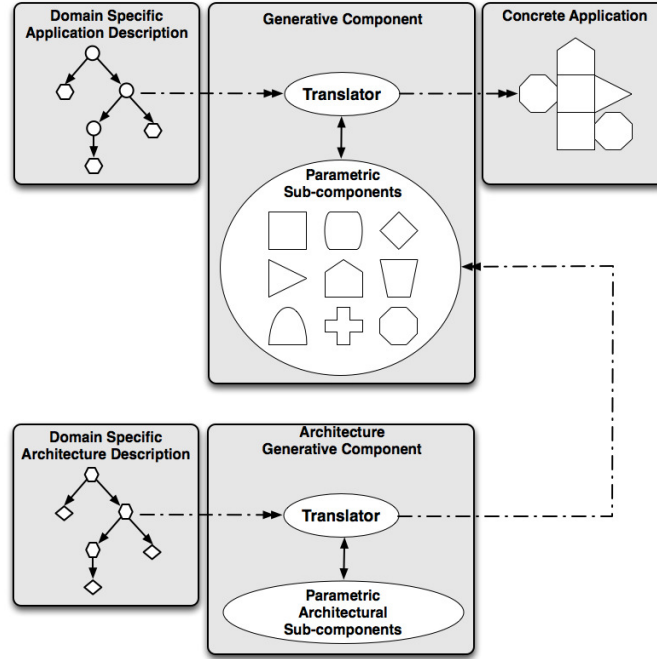 Domain Specific
Application Description
Generative Component
Concrete Application
Translator
Parametric
Sub-components
Domain Specific
Architecture Description
Architecture
Generative Component
Translator
Parametric
Architectural
Sub-components